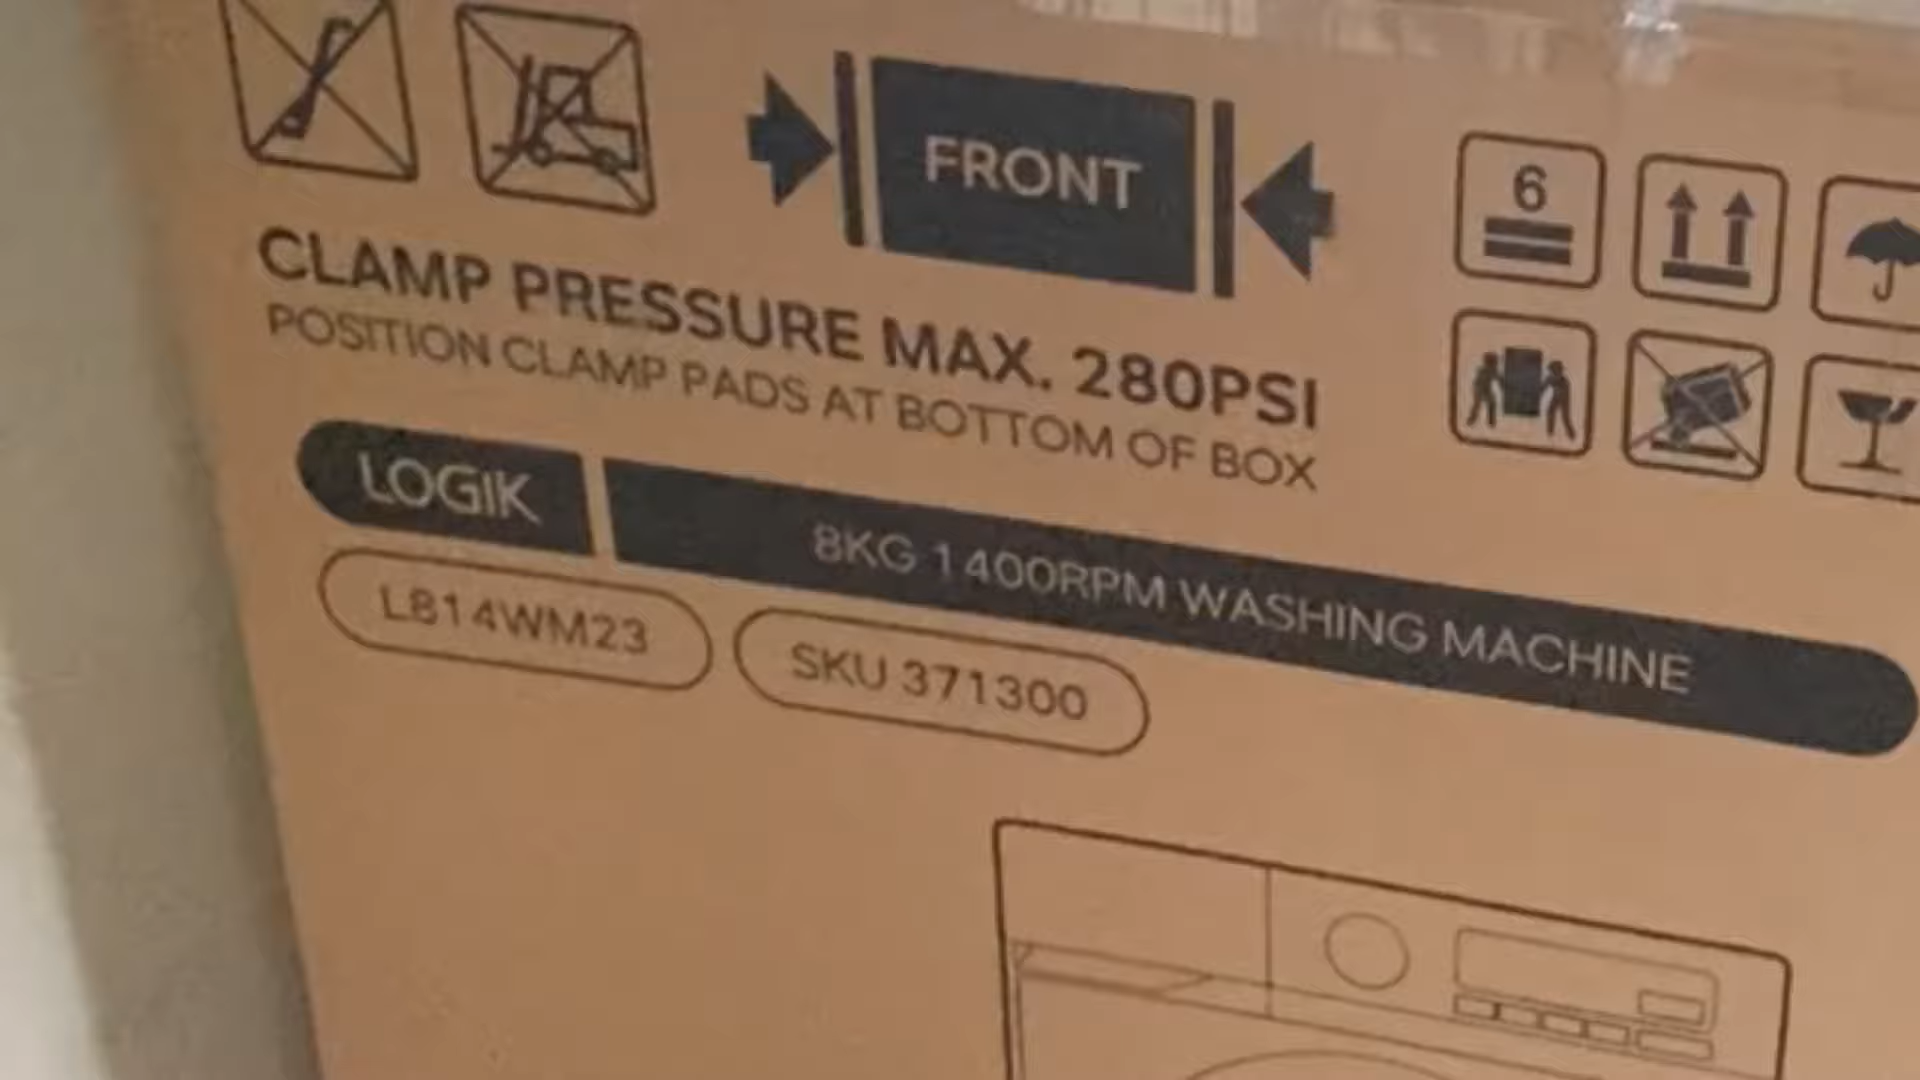 FRONT
6
CLAMP PRESSURE MAX. 280PSI
POSITION CLAMP PADS AT BOTTOM OF BOX
LOGIK
8KG 1400RPM WASHING MACHINE
L814WM23
SKU 371300